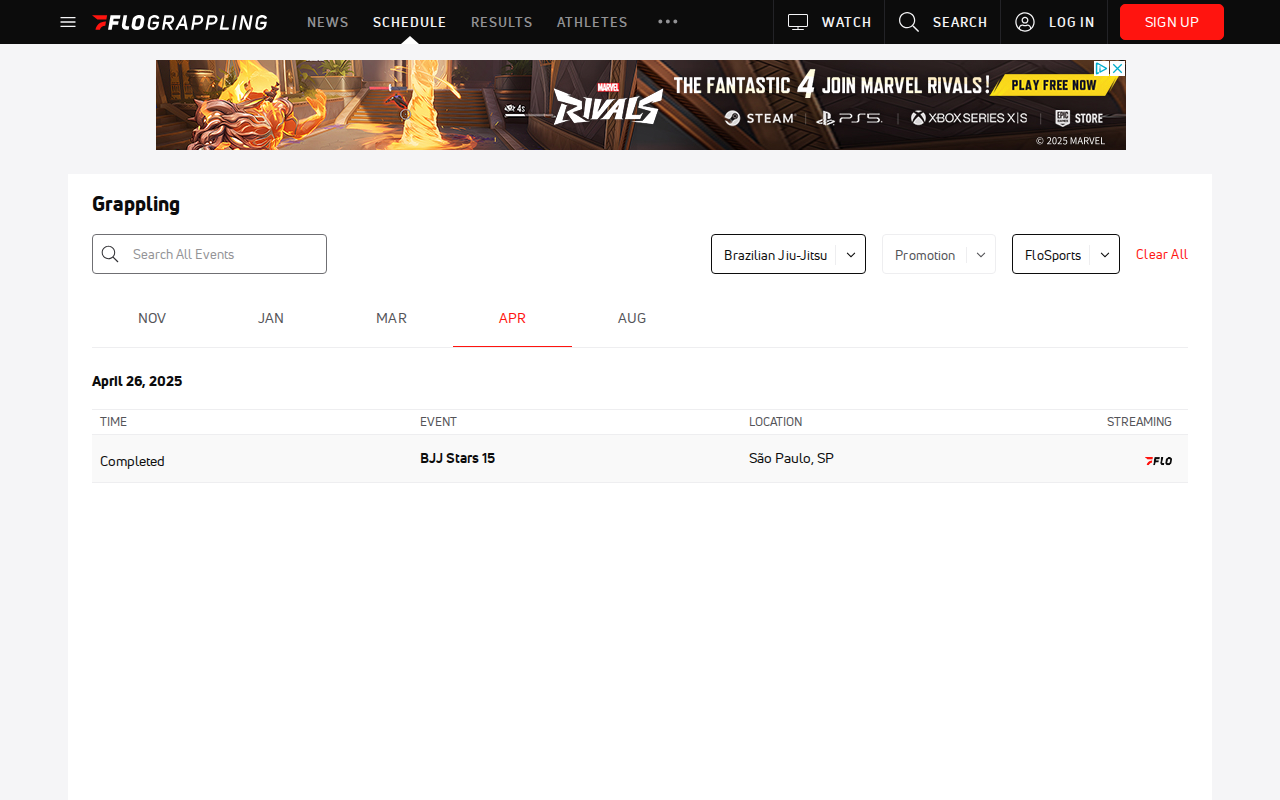 FLOGRAPPLING NEWS SCHEDULE RESULTS ATHLETES ••• WATCH SEARCH LOG IN SIGN UP
4s MARVEL RIVALS THE FANTASTIC 4 JOIN MARVEL RIVALS! PLAY FREE NOW
STEAM | PS5 | XBOX SERIES X|S | EPIC GAMES STORE
© 2025 MARVEL
Grappling
Search All Events Brazilian Jiu-Jitsu Promotion FloSports Clear All
NOV JAN MAR APR AUG
April 26, 2025
TIME EVENT LOCATION STREAMING
Completed BJJ Stars 15 São Paulo, SP FLO